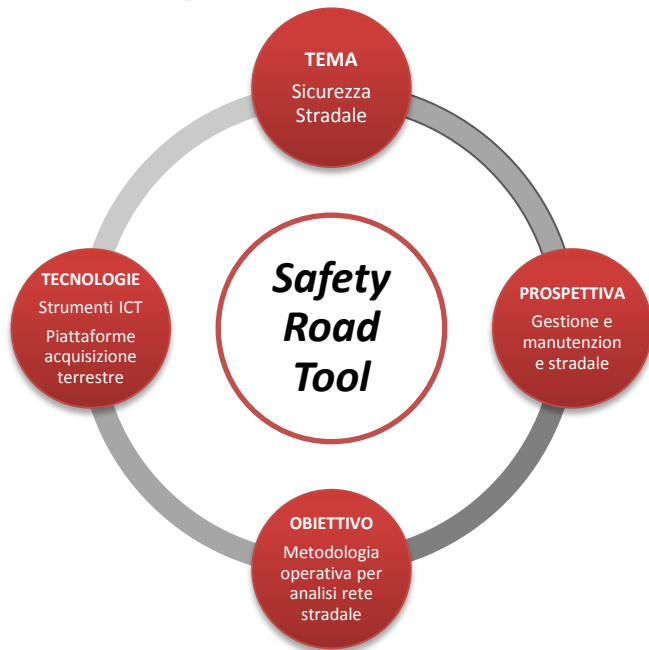 TEMA
Sicurezza
Stradale
TECNOLOGIE
Strumenti ICT
Piattaforme
acquisizione
terrestre
Safety
Road
Tool
PROSPETTIVA
Gestione e
manutenzion
e stradale
OBIETTIVO
Metodologia
operativa per
analisi rete
stradale